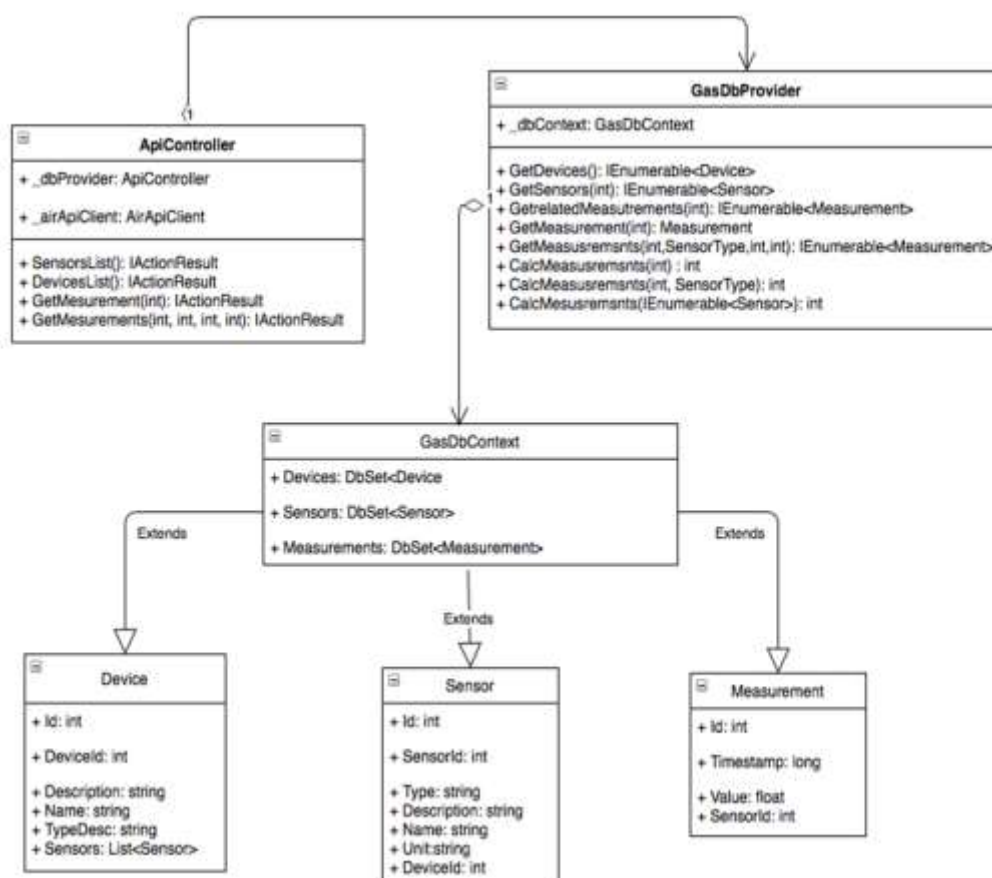 1
ApiController
+ _dbProvider: ApiController
+ _airApiClient: AirApiClient
+ SensorsList(): IActionResult
+ DevicesList(): IActionResult
+ GetMesurement(int): IActionResult
+ GetMesurements(int, int, int, int): IActionResult
GasDbProvider
+ _dbContext: GasDbContext
+ GetDevices(): IEnumerable<Device>
+ GetSensors(int): IEnumerable<Sensor>
+ GetrelatedMeasutrements(int): IEnumerable<Measurement>
+ GetMeasurement(int): Measurement
+ GetMeasusremsnts(int,SensorType,int,int): IEnumerable<Measurement>
+ CalcMeasusremsnts(int) : int
+ CalcMeasusremsnts(int, SensorType): int
+ CalcMesusremsnts(IEnumerable<Sensor>): int
1
GasDbContext
+ Devices: DbSet<Device
+ Sensors: DbSet<Sensor>
+ Measurements: DbSet<Measurement>
Extends
Extends
Extends
Device
+ Id: int
+ DeviceId: int
+ Description: string
+ Name: string
+ TypeDesc: string
+ Sensors: List<Sensor>
Sensor
+ Id: int
+ SensorId: int
+ Type: string
+ Description: string
+ Name: string
+ Unit:string
+ DeviceId: int
Measurement
+ Id: int
+ Timestamp: long
+ Value: float
+ SensorId: int